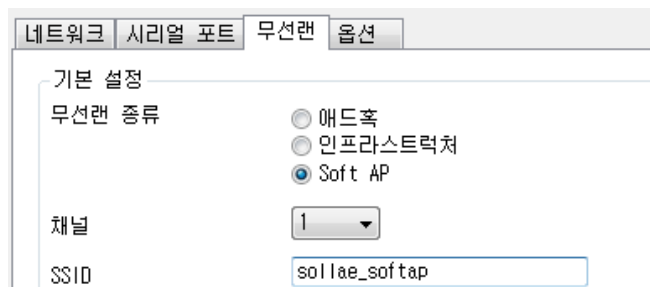 네트워크 시리얼 포트 무선랜 옵션
기본 설정
무선랜 종류 애드혹
인프라스트럭처
Soft AP
채널 1
SSID sollae_softap